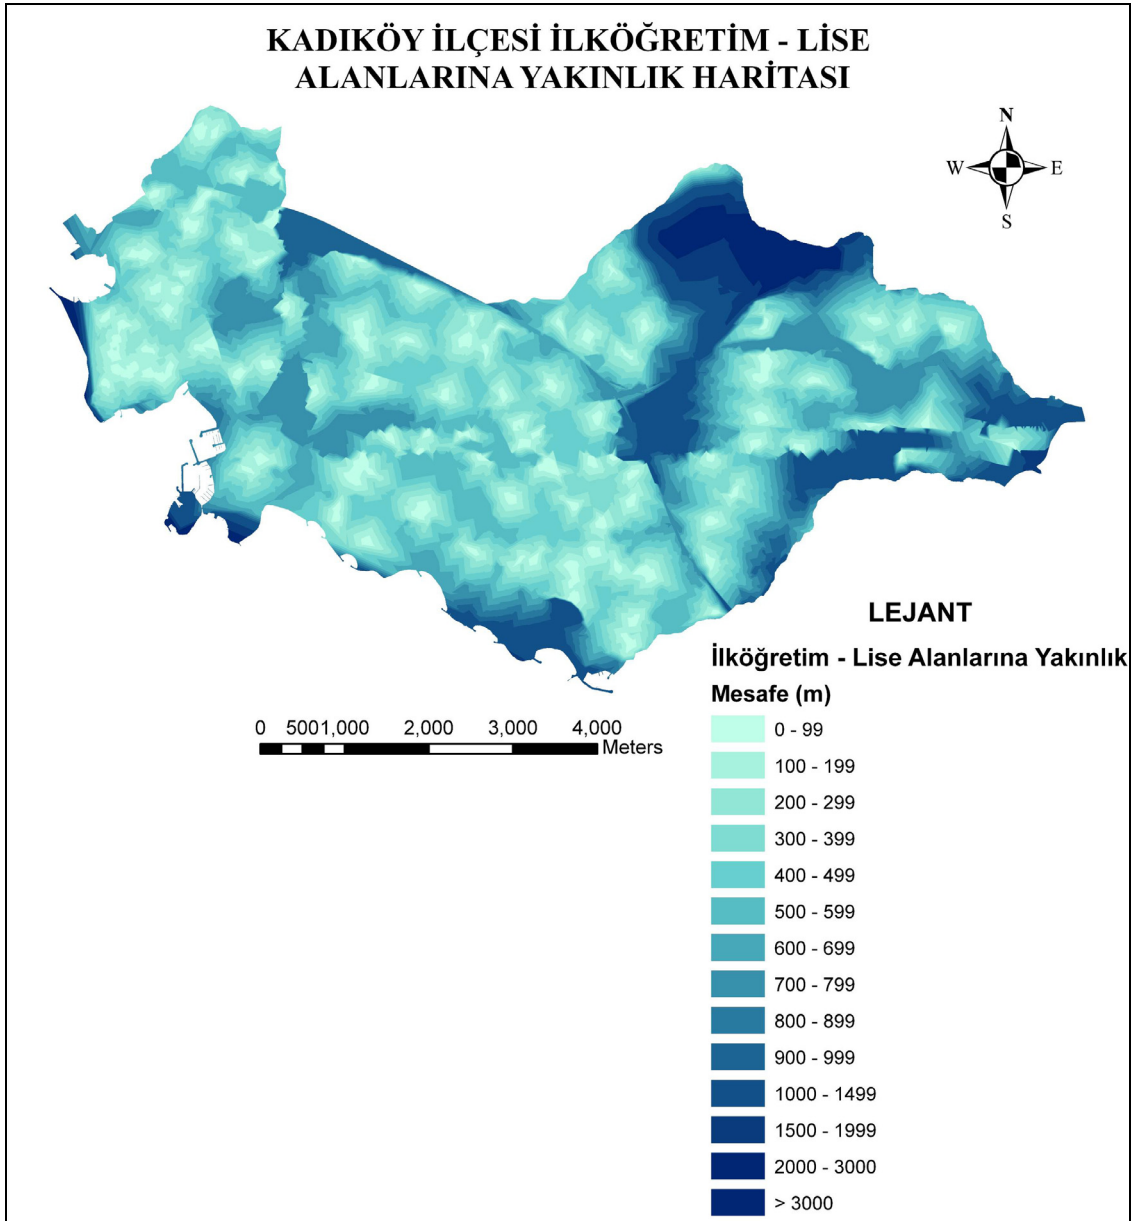 KADIKÖY İLÇESİ İLKÖĞRETİM - LİSE
ALANLARINA YAKINLIK HARİTASI
N
W E
S
LEJANT
İlköğretim - Lise Alanlarına Yakınlık
Mesafe (m)
0 5001,000 2,000 3,000 4,000
Meters
0 - 99
100 - 199
200 - 299
300 - 399
400 - 499
500 - 599
600 - 699
700 - 799
800 - 899
900 - 999
1000 - 1499
1500 - 1999
2000 - 3000
> 3000